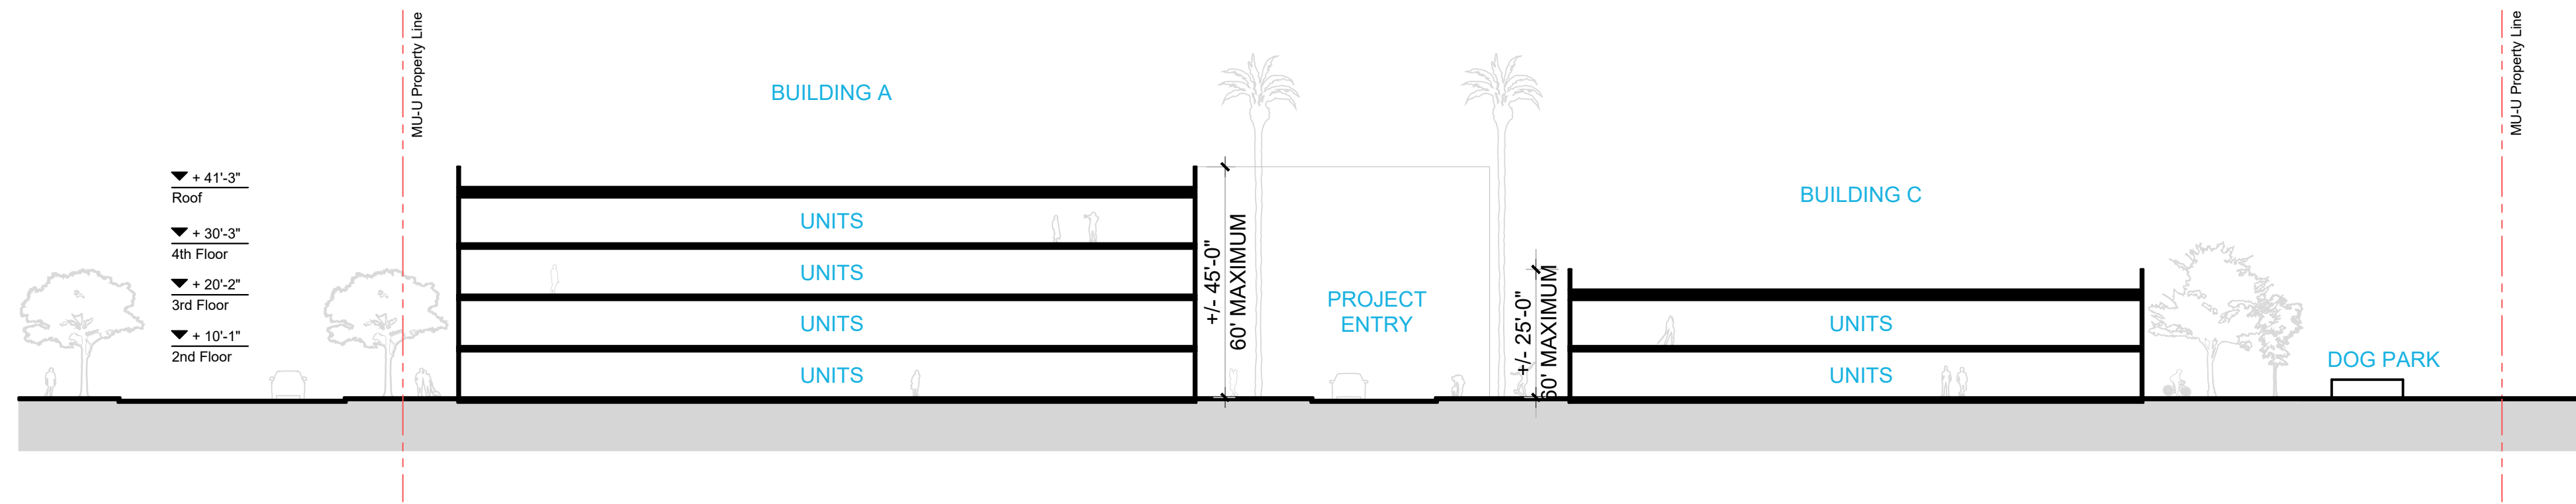 MU-U Property Line
BUILDING A
+ 41'-3"
Roof
+ 30'-3"
4th Floor
+ 20'-2"
3rd Floor
+ 10'-1"
2nd Floor
UNITS
UNITS
UNITS
UNITS
+/- 45'-0"
60' MAXIMUM
PROJECT
ENTRY
+/- 25'-0"
60' MAXIMUM
BUILDING C
UNITS
UNITS
DOG PARK
MU-U Property Line